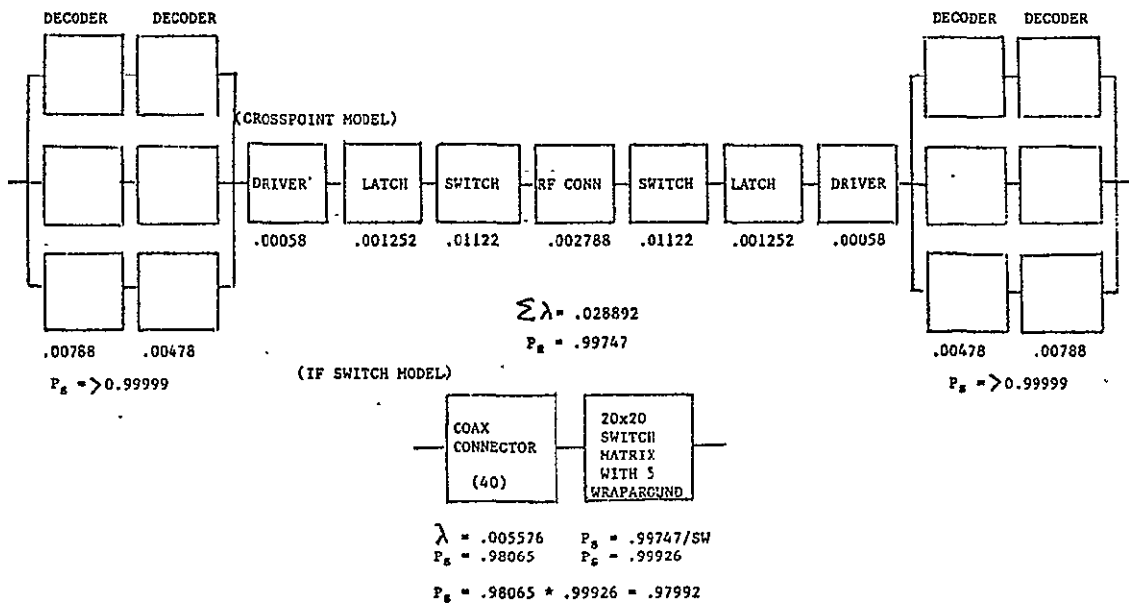 DECODER DECODER DECODER DECODER
(CROSSPOINT MODEL)
DRIVER' LATCH SWITCH RF CONN SWITCH LATCH DRIVER
.00058 .001252 .01122 .002788 .01122 .001252 .00058
Σλ = .028892
Ps = .99747
.00788 .00478 .00478 .00788
Ps = >0.99999 Ps = >0.99999
(IF SWITCH MODEL)
COAX
CONNECTOR
(40)
20x20
SWITCH
MATRIX
WITH 5
WRAPAROUND
λ = .005576 Ps = .99747/SW
Ps = .98065 Ps = .99926
Ps = .98065 * .99926 = .97992